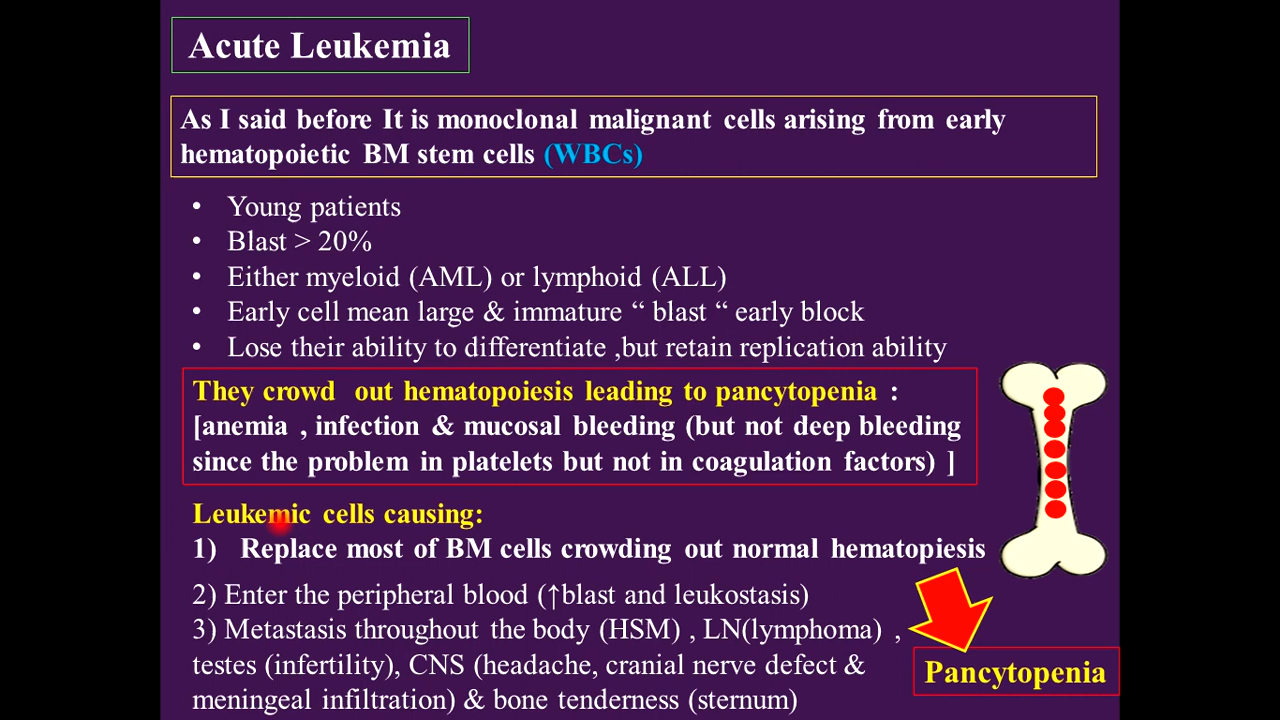 Acute Leukemia
As I said before It is monoclonal malignant cells arising from early
hematopoietic BM stem cells (WBCs)
• Young patients
• Blast > 20%
• Either myeloid (AML) or lymphoid (ALL)
• Early cell mean large & immature “ blast “ early block
• Lose their ability to differentiate ,but retain replication ability
They crowd out hematopoiesis leading to pancytopenia :
[anemia , infection & mucosal bleeding (but not deep bleeding
since the problem in platelets but not in coagulation factors) ]
Leukemic cells causing:
1) Replace most of BM cells crowding out normal hematopiesis
2) Enter the peripheral blood (↑blast and leukostasis)
3) Metastasis throughout the body (HSM) , LN(lymphoma) ,
testes (infertility), CNS (headache, cranial nerve defect &
meningeal infiltration) & bone tenderness (sternum)
Pancytopenia